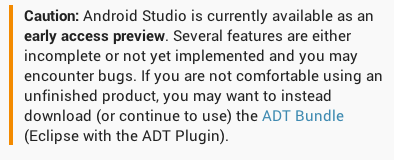 Caution: Android Studio is currently available as an
early access preview. Several features are either
incomplete or not yet implemented and you may
encounter bugs. If you are not comfortable using an
unfinished product, you may want to instead
download (or continue to use) the ADT Bundle
(Eclipse with the ADT Plugin).